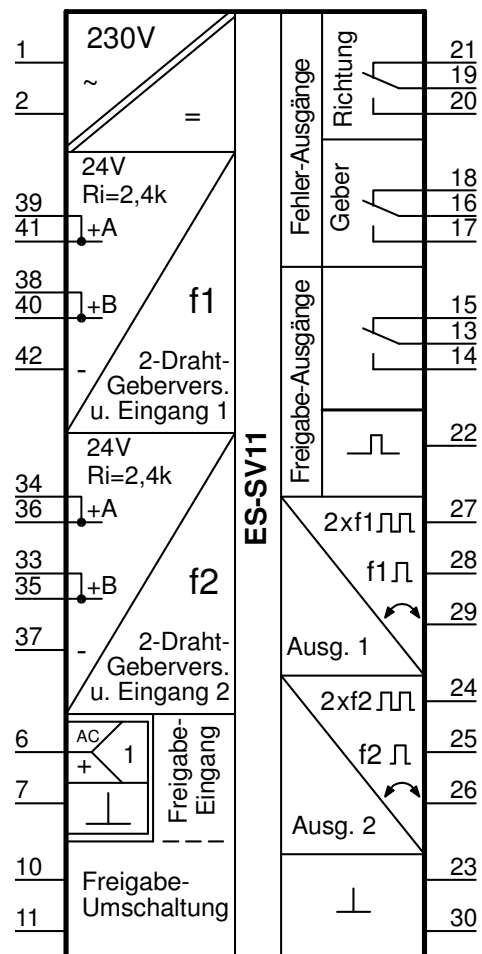 1
2
39
41
38
40
42
34
36
33
35
37
6
7
10
11
230V
~
=
24V
Ri=2,4k
+A
+B
-
f1
2-Draht-
Gebervers.
u. Eingang 1
24V
Ri=2,4k
+A
+B
-
f2
2-Draht-
Gebervers.
u. Eingang 2
AC
+
1
Freigabe-
Eingang
Freigabe-
Umschaltung
ES-SV11
Fehler-Ausgänge
Richtung
Geber
Freigabe-Ausgänge
2xf1
f1
Ausg. 1
2xf2
f2
Ausg. 2
21
19
20
18
16
17
15
13
14
22
27
28
29
24
25
26
23
30